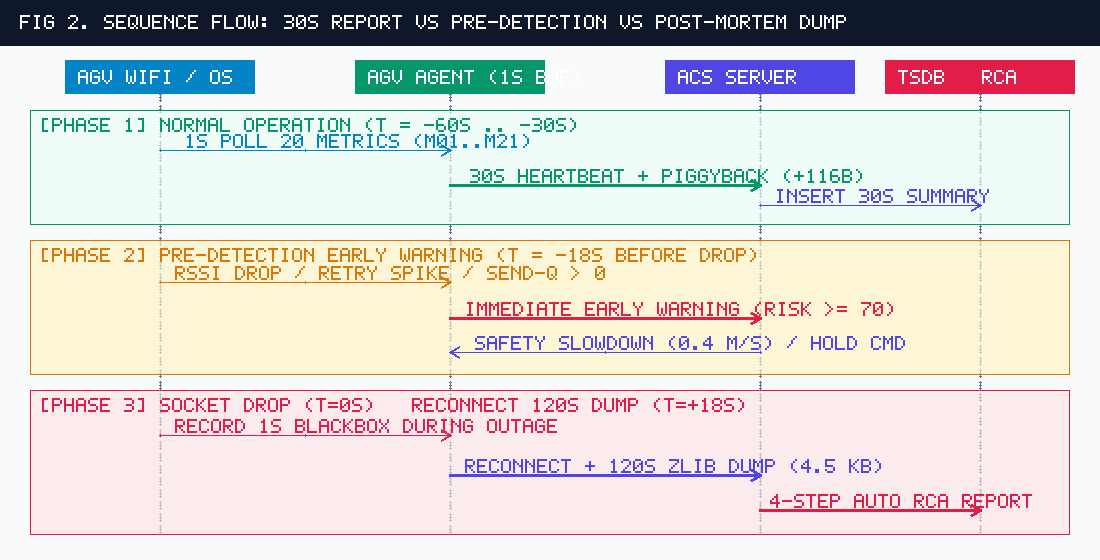 FIG 2. SEQUENCE FLOW: 30S REPORT VS PRE-DETECTION VS POST-MORTEM DUMP
AGV WIFI / OS
AGV AGENT (1S BUF)
ACS SERVER
TSDB RCA
[PHASE 1] NORMAL OPERATION (T = -60S .. -30S)
1S POLL 20 METRICS (M01..M21)
30S HEARTBEAT + PIGGYBACK (+116B)
INSERT 30S SUMMARY
[PHASE 2] PRE-DETECTION EARLY WARNING (T = -18S BEFORE DROP)
RSSI DROP / RETRY SPIKE / SEND-Q > 0
IMMEDIATE EARLY WARNING (RISK >= 70)
SAFETY SLOWDOWN (0.4 M/S) / HOLD CMD
[PHASE 3] SOCKET DROP (T=0S) RECONNECT 120S DUMP (T=+18S)
RECORD 1S BLACKBOX DURING OUTAGE
RECONNECT + 120S ZLIB DUMP (4.5 KB)
4-STEP AUTO RCA REPORT